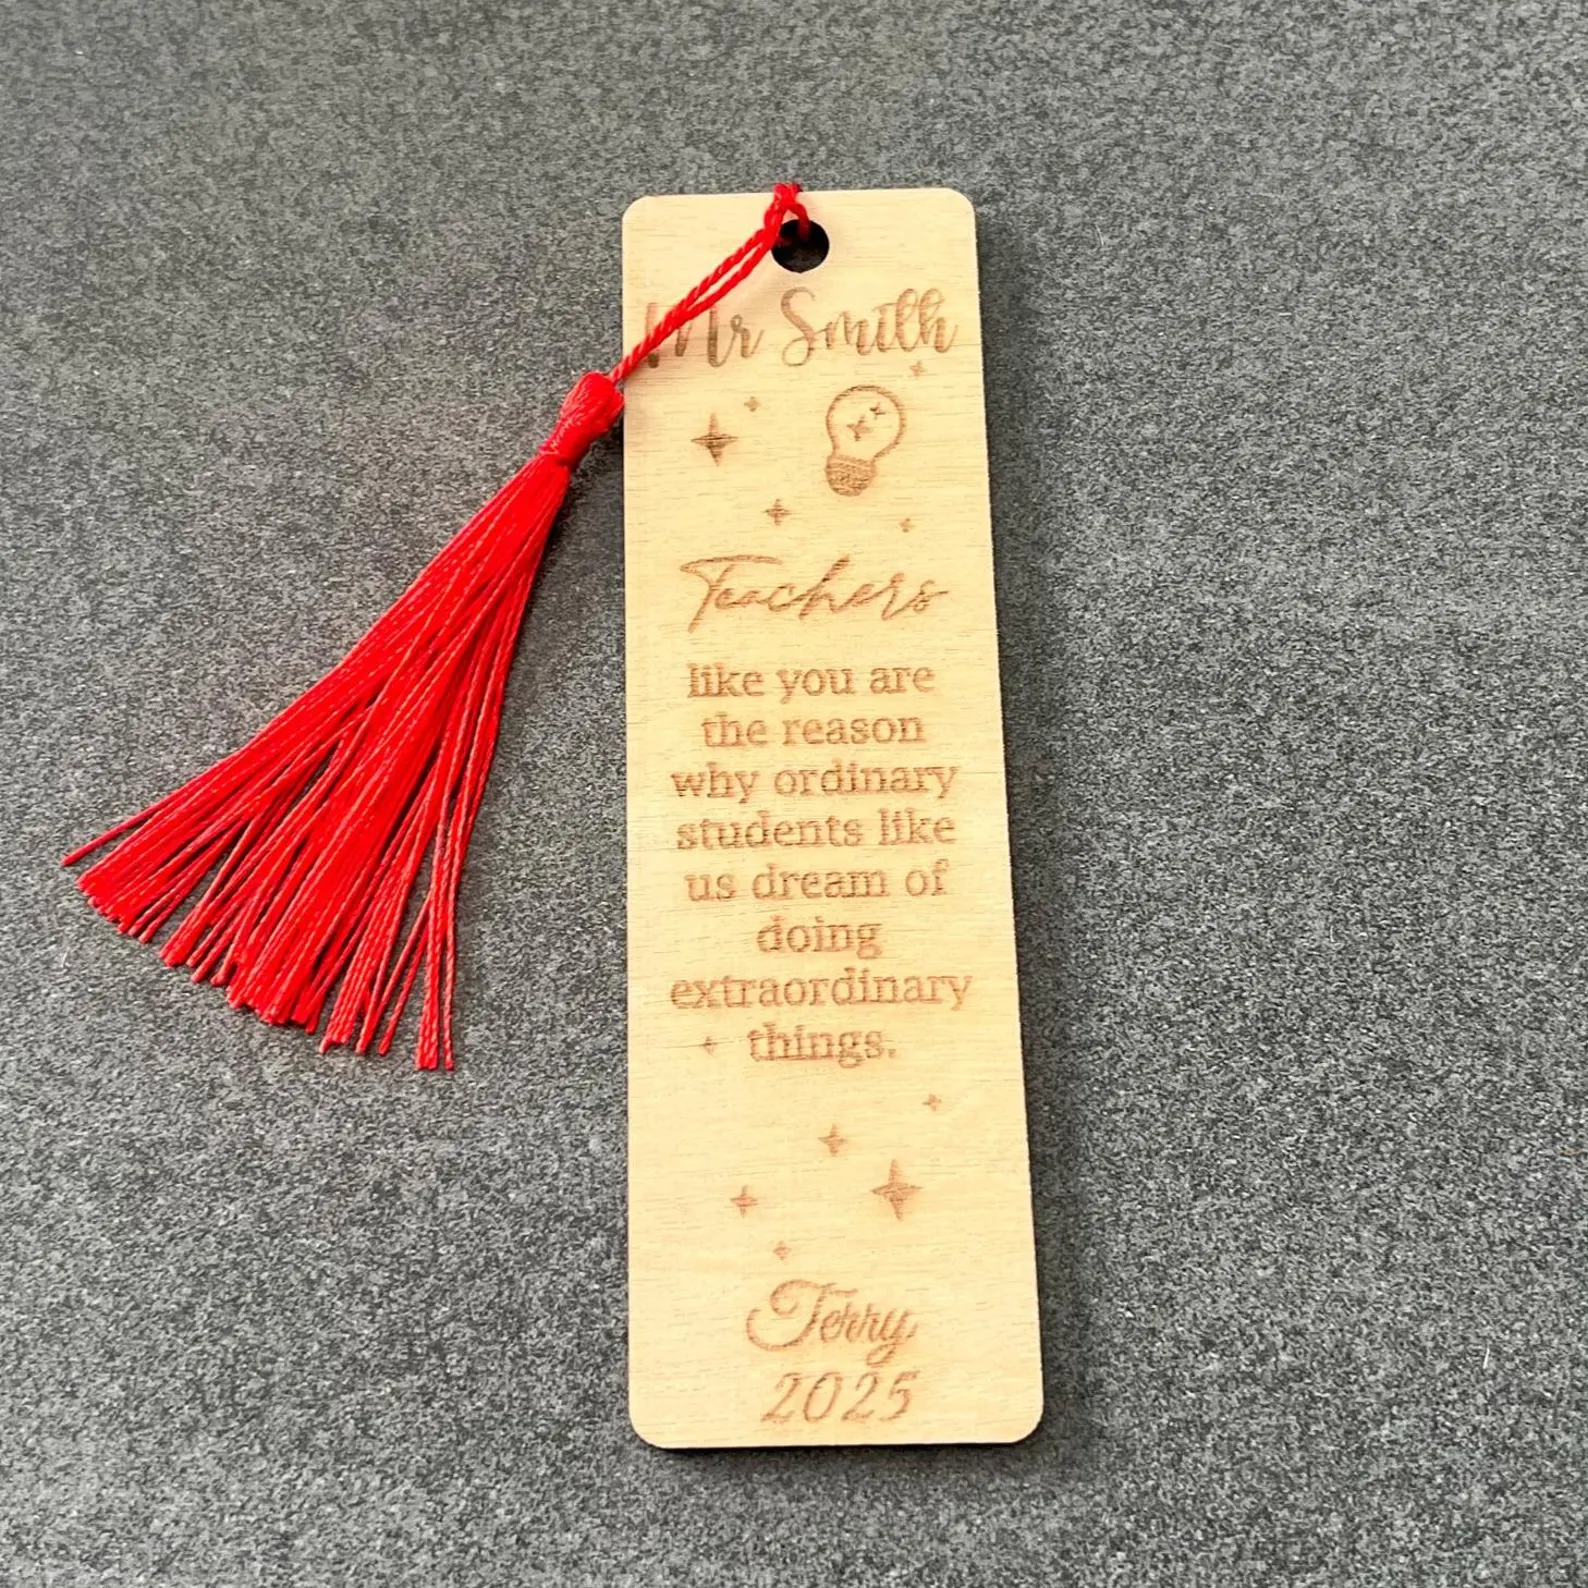 Mr Smith
Teachers
like you are
the reason
why ordinary
students like
us dream of
doing
extraordinary
things.
Terry
2025